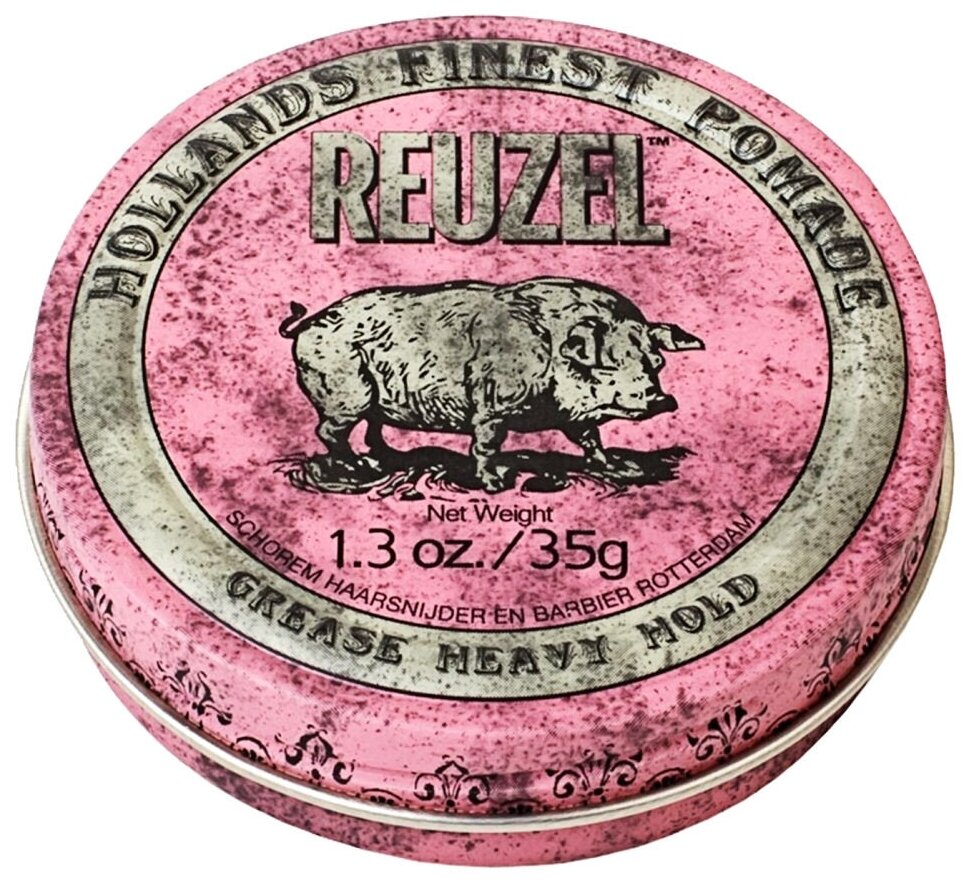 HOLLANDS FINEST POMADE
REUZEL™
Net Weight
1.3 oz./35g
SCHOREM HAARSNIJDER EN BARBIER ROTTERDAM
GREASE HEAVY HOLD